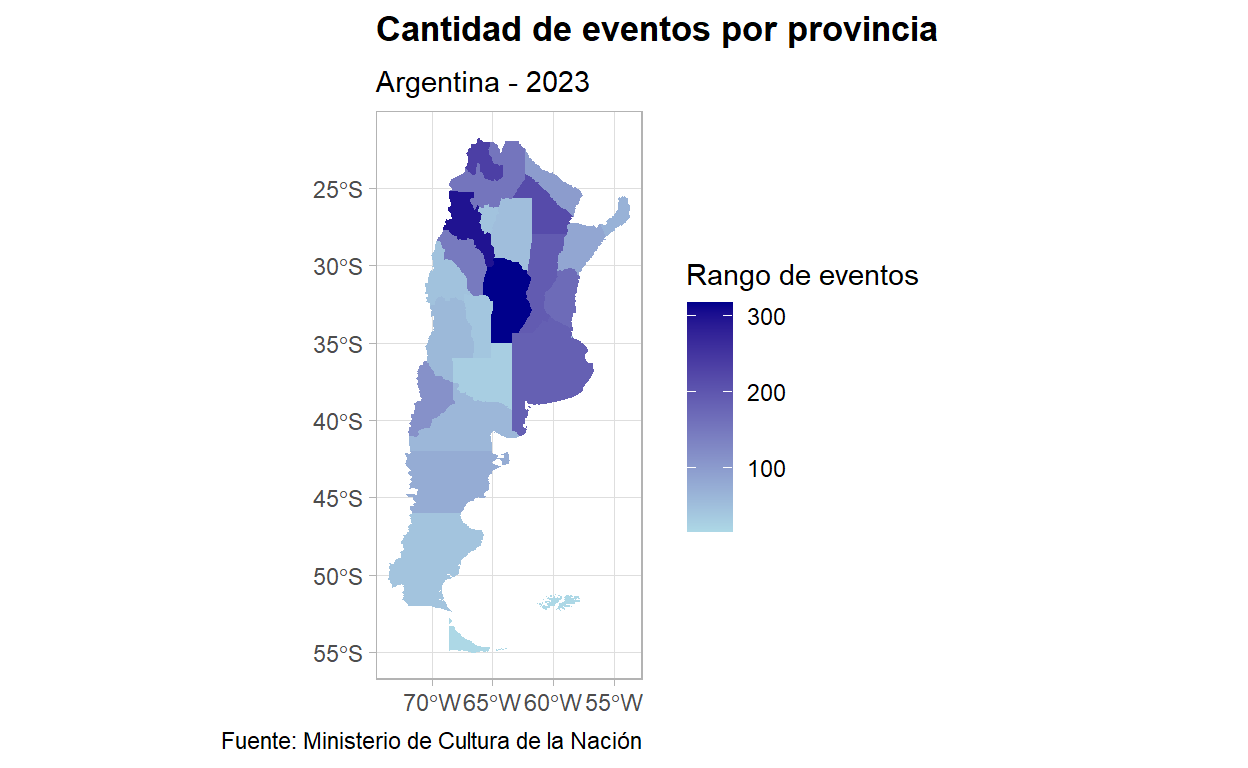 Cantidad de eventos por provincia
Argentina - 2023
25°S
30°S
35°S
40°S
45°S
50°S
55°S
70°W 65°W 60°W 55°W
Rango de eventos
300
200
100
Fuente: Ministerio de Cultura de la Nación